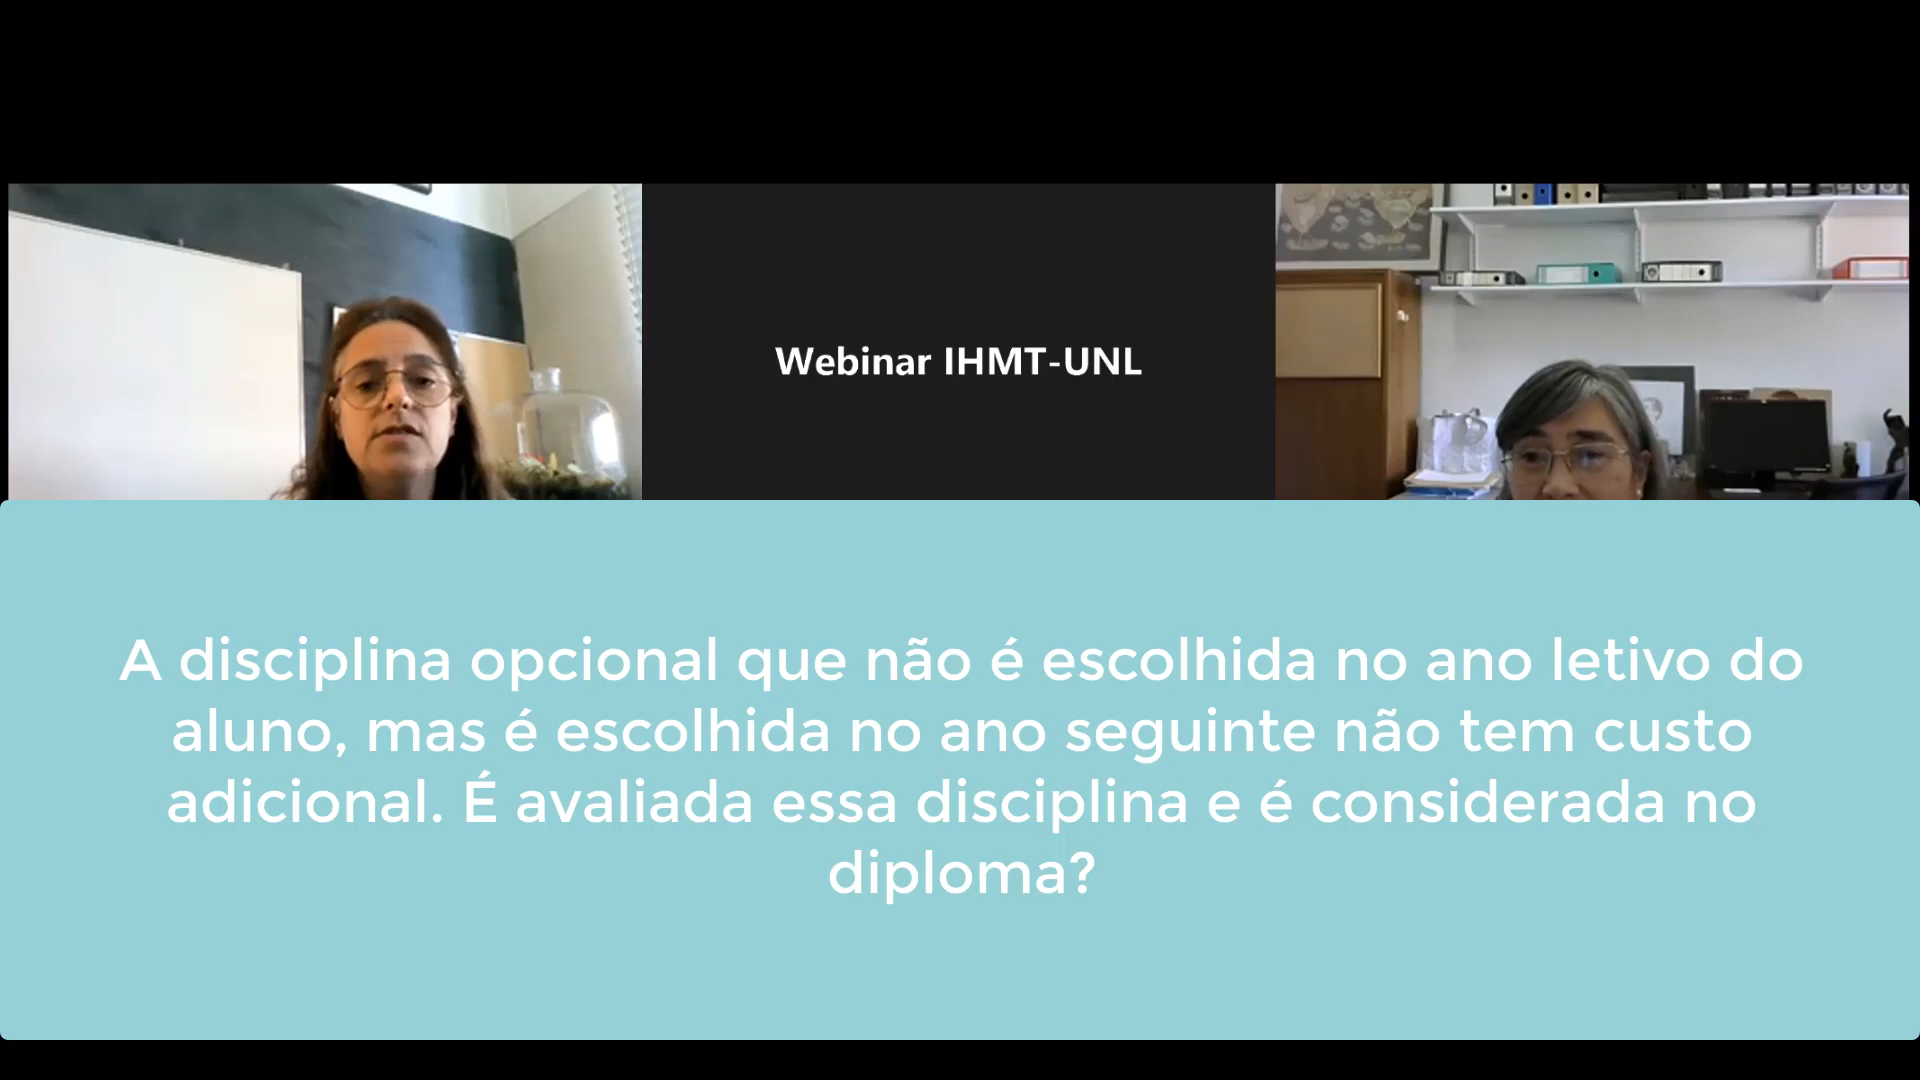 Webinar IHMT-UNL
A disciplina opcional que não é escolhida no ano letivo do
aluno, mas é escolhida no ano seguinte não tem custo
adicional. É avaliada essa disciplina e é considerada no
diploma?